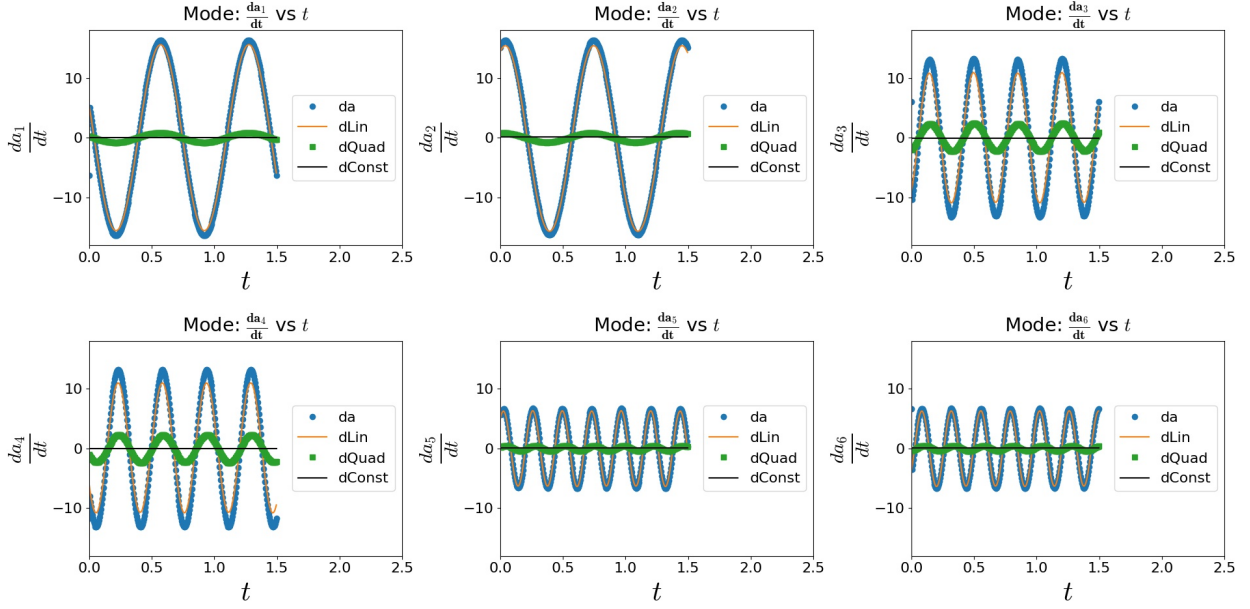 Mode: da₁/dt vs t
da₁/dt
10
0
−10
da
dLin
dQuad
dConst
0.0 0.5 1.0 1.5 2.0 2.5
t
Mode: da₂/dt vs t
da₂/dt
10
0
−10
da
dLin
dQuad
dConst
0.0 0.5 1.0 1.5 2.0 2.5
t
Mode: da₃/dt vs t
da₃/dt
10
0
−10
da
dLin
dQuad
dConst
0.0 0.5 1.0 1.5 2.0 2.5
t
Mode: da₄/dt vs t
da₄/dt
10
0
−10
da
dLin
dQuad
dConst
0.0 0.5 1.0 1.5 2.0 2.5
t
Mode: da₅/dt vs t
da₅/dt
10
0
−10
da
dLin
dQuad
dConst
0.0 0.5 1.0 1.5 2.0 2.5
t
Mode: da₆/dt vs t
da₆/dt
10
0
−10
da
dLin
dQuad
dConst
0.0 0.5 1.0 1.5 2.0 2.5
t